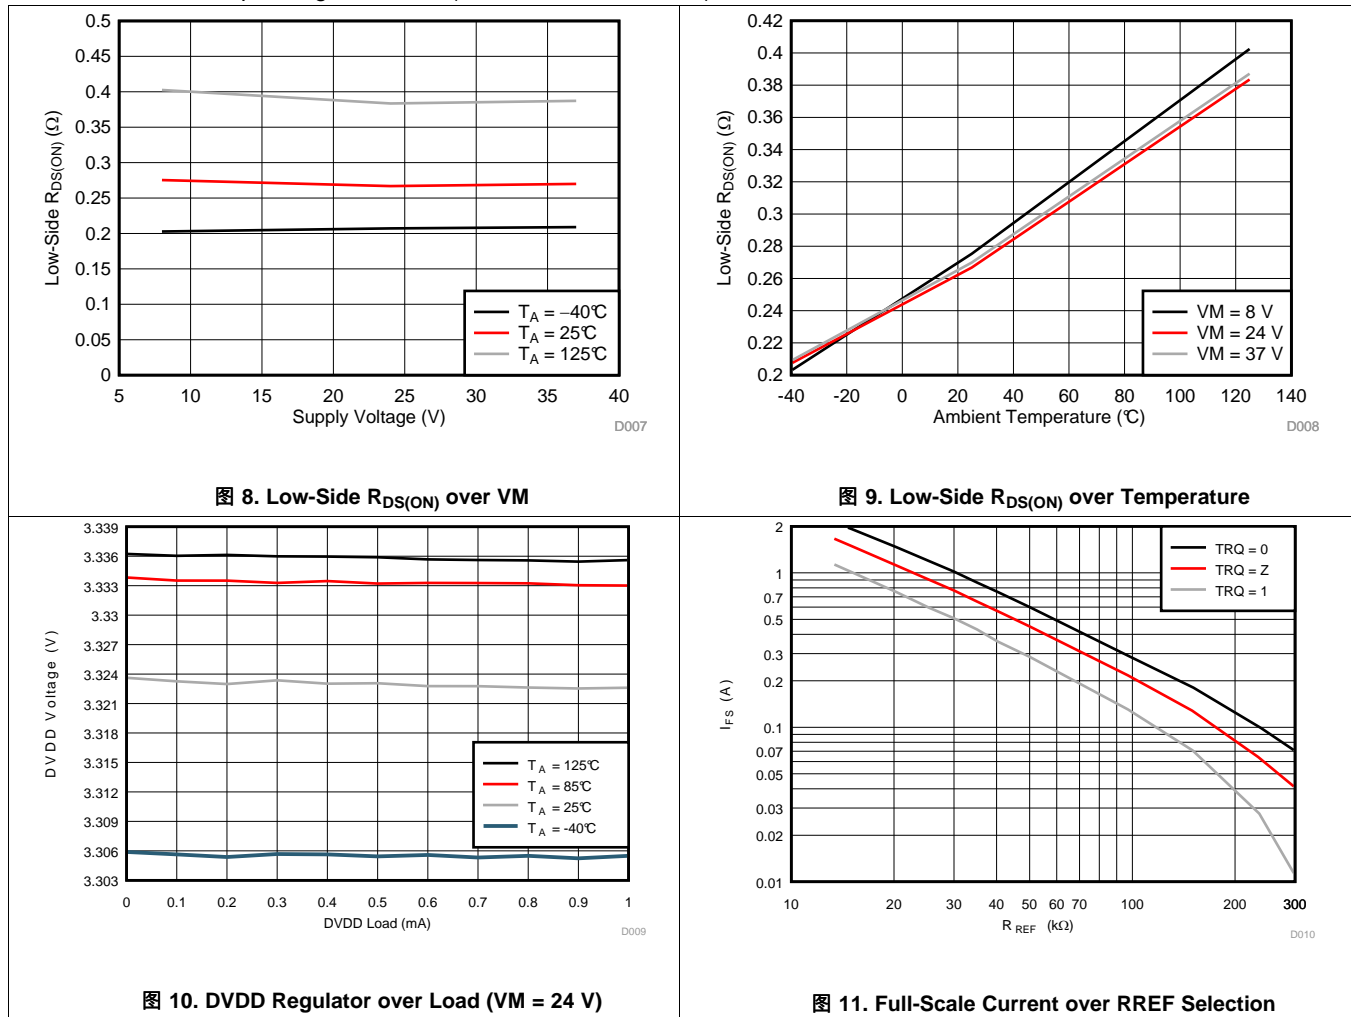 0.5
0.45
0.4
0.35
0.3
0.25
0.2
0.15
0.1
0.05
0
Low-Side RDS(ON) (Ω)
TA = −40°C
TA = 25°C
TA = 125°C
5 10 15 20 25 30 35 40
Supply Voltage (V)
D007
图 8. Low-Side RDS(ON) over VM
0.42
0.4
0.38
0.36
0.34
0.32
0.3
0.28
0.26
0.24
0.22
0.2
Low-Side RDS(ON) (Ω)
VM = 8 V
VM = 24 V
VM = 37 V
-40 -20 0 20 40 60 80 100 120 140
Ambient Temperature (°C)
D008
图 9. Low-Side RDS(ON) over Temperature
3.339
3.336
3.333
3.33
3.327
3.324
3.321
3.318
3.315
3.312
3.309
3.306
3.303
DVDD Voltage (V)
TA = 125°C
TA = 85°C
TA = 25°C
TA = -40°C
0 0.1 0.2 0.3 0.4 0.5 0.6 0.7 0.8 0.9 1
DVDD Load (mA)
D009
图 10. DVDD Regulator over Load (VM = 24 V)
2
1
0.7
0.5
0.3
0.2
0.1
0.07
0.05
0.03
0.02
0.01
IFS (A)
TRQ = 0
TRQ = Z
TRQ = 1
10 20 30 40 50 60 70 100 200 300
RREF (kΩ)
D010
图 11. Full-Scale Current over RREF Selection